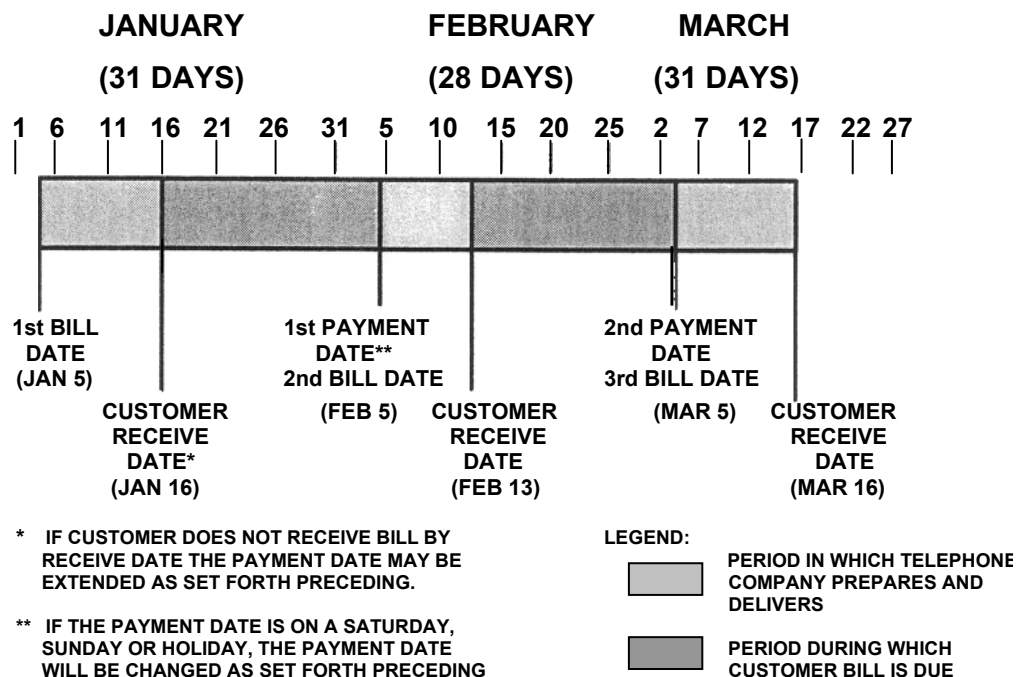 JANUARY FEBRUARY MARCH
(31 DAYS) (28 DAYS) (31 DAYS)
1 6 11 16 21 26 31 5 10 15 20 25 2 7 12 17 22 27
1st BILL
DATE
(JAN 5)
CUSTOMER
RECEIVE
DATE*
(JAN 16)
1st PAYMENT
DATE**
2nd BILL DATE
(FEB 5)
CUSTOMER
RECEIVE
DATE
(FEB 13)
2nd PAYMENT
DATE
3rd BILL DATE
(MAR 5)
CUSTOMER
RECEIVE
DATE
(MAR 16)
* IF CUSTOMER DOES NOT RECEIVE BILL BY
RECEIVE DATE THE PAYMENT DATE MAY BE
EXTENDED AS SET FORTH PRECEDING.
** IF THE PAYMENT DATE IS ON A SATURDAY,
SUNDAY OR HOLIDAY, THE PAYMENT DATE
WILL BE CHANGED AS SET FORTH PRECEDING
LEGEND:
PERIOD IN WHICH TELEPHONE
COMPANY PREPARES AND
DELIVERS
PERIOD DURING WHICH
CUSTOMER BILL IS DUE